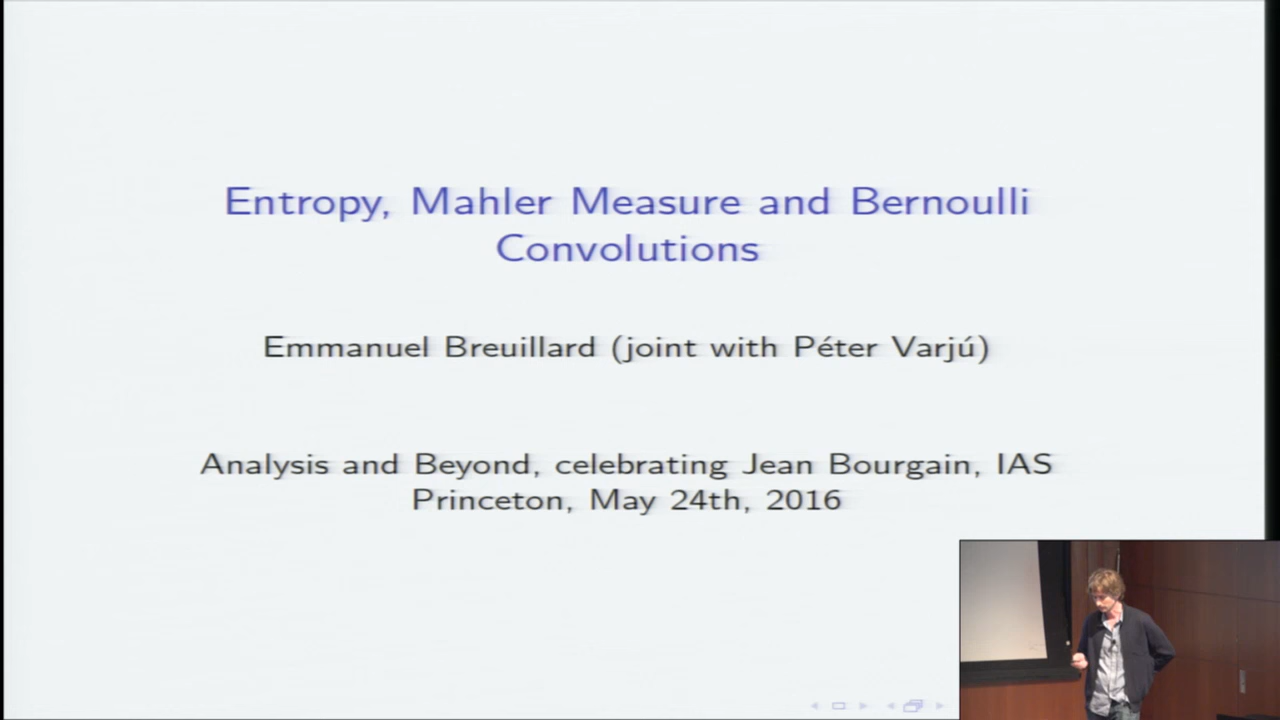 Entropy, Mahler Measure and Bernoulli
Convolutions
Emmanuel Breuillard (joint with Péter Varjú)
Analysis and Beyond, celebrating Jean Bourgain, IAS
Princeton, May 24th, 2016